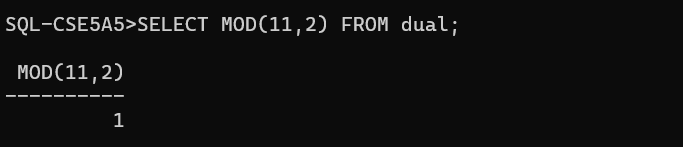 SQL-CSE5A5>SELECT MOD(11,2) FROM dual;
MOD(11,2)
----------
1